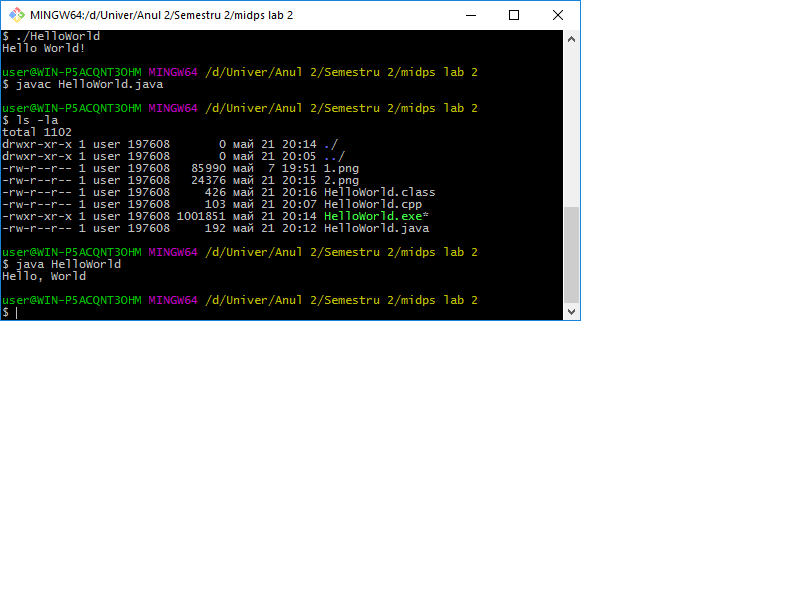 MINGW64:/d/Univer/Anul 2/Semestru 2/midps lab 2
$ ./HelloWorld
Hello World!
user@WIN-P5ACQNT3OHM MINGW64 /d/Univer/Anul 2/Semestru 2/midps lab 2
$ javac HelloWorld.java
user@WIN-P5ACQNT3OHM MINGW64 /d/Univer/Anul 2/Semestru 2/midps lab 2
$ ls -la
total 1102
drwxr-xr-x 1 user 197608       0 май 21 20:14 ./
drwxr-xr-x 1 user 197608       0 май 21 20:05 ../
-rw-r--r-- 1 user 197608   85990 май  7 19:51 1.png
-rw-r--r-- 1 user 197608   24376 май 21 20:15 2.png
-rw-r--r-- 1 user 197608     426 май 21 20:16 HelloWorld.class
-rw-r--r-- 1 user 197608     103 май 21 20:07 HelloWorld.cpp
-rwxr-xr-x 1 user 197608 1001851 май 21 20:14 HelloWorld.exe*
-rw-r--r-- 1 user 197608     192 май 21 20:12 HelloWorld.java
user@WIN-P5ACQNT3OHM MINGW64 /d/Univer/Anul 2/Semestru 2/midps lab 2
$ java HelloWorld
Hello, World
user@WIN-P5ACQNT3OHM MINGW64 /d/Univer/Anul 2/Semestru 2/midps lab 2
$